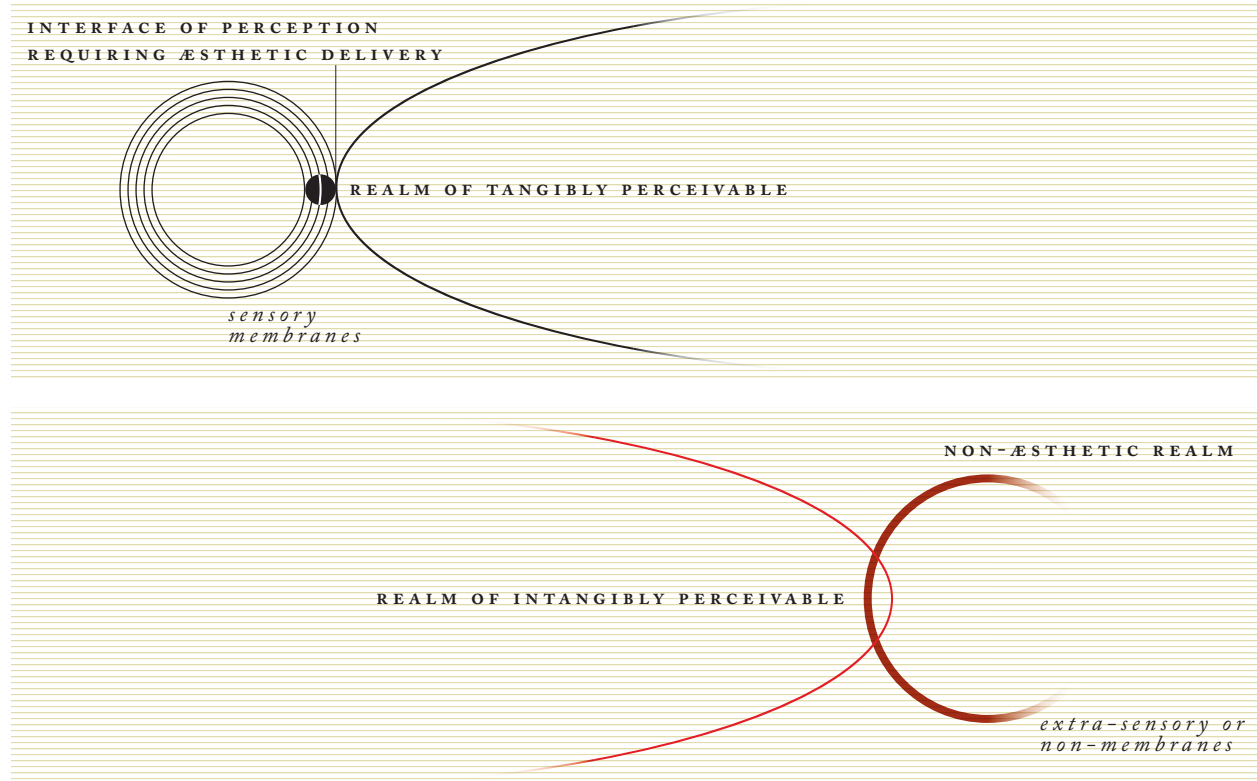 INTERFACE OF PERCEPTION
REQUIRING ÆSTHETIC DELIVERY
REALM OF TANGIBLY PERCEIVABLE
sensory
membranes
NON-ÆSTHETIC REALM
REALM OF INTANGIBLY PERCEIVABLE
extra-sensory or
non-membranes